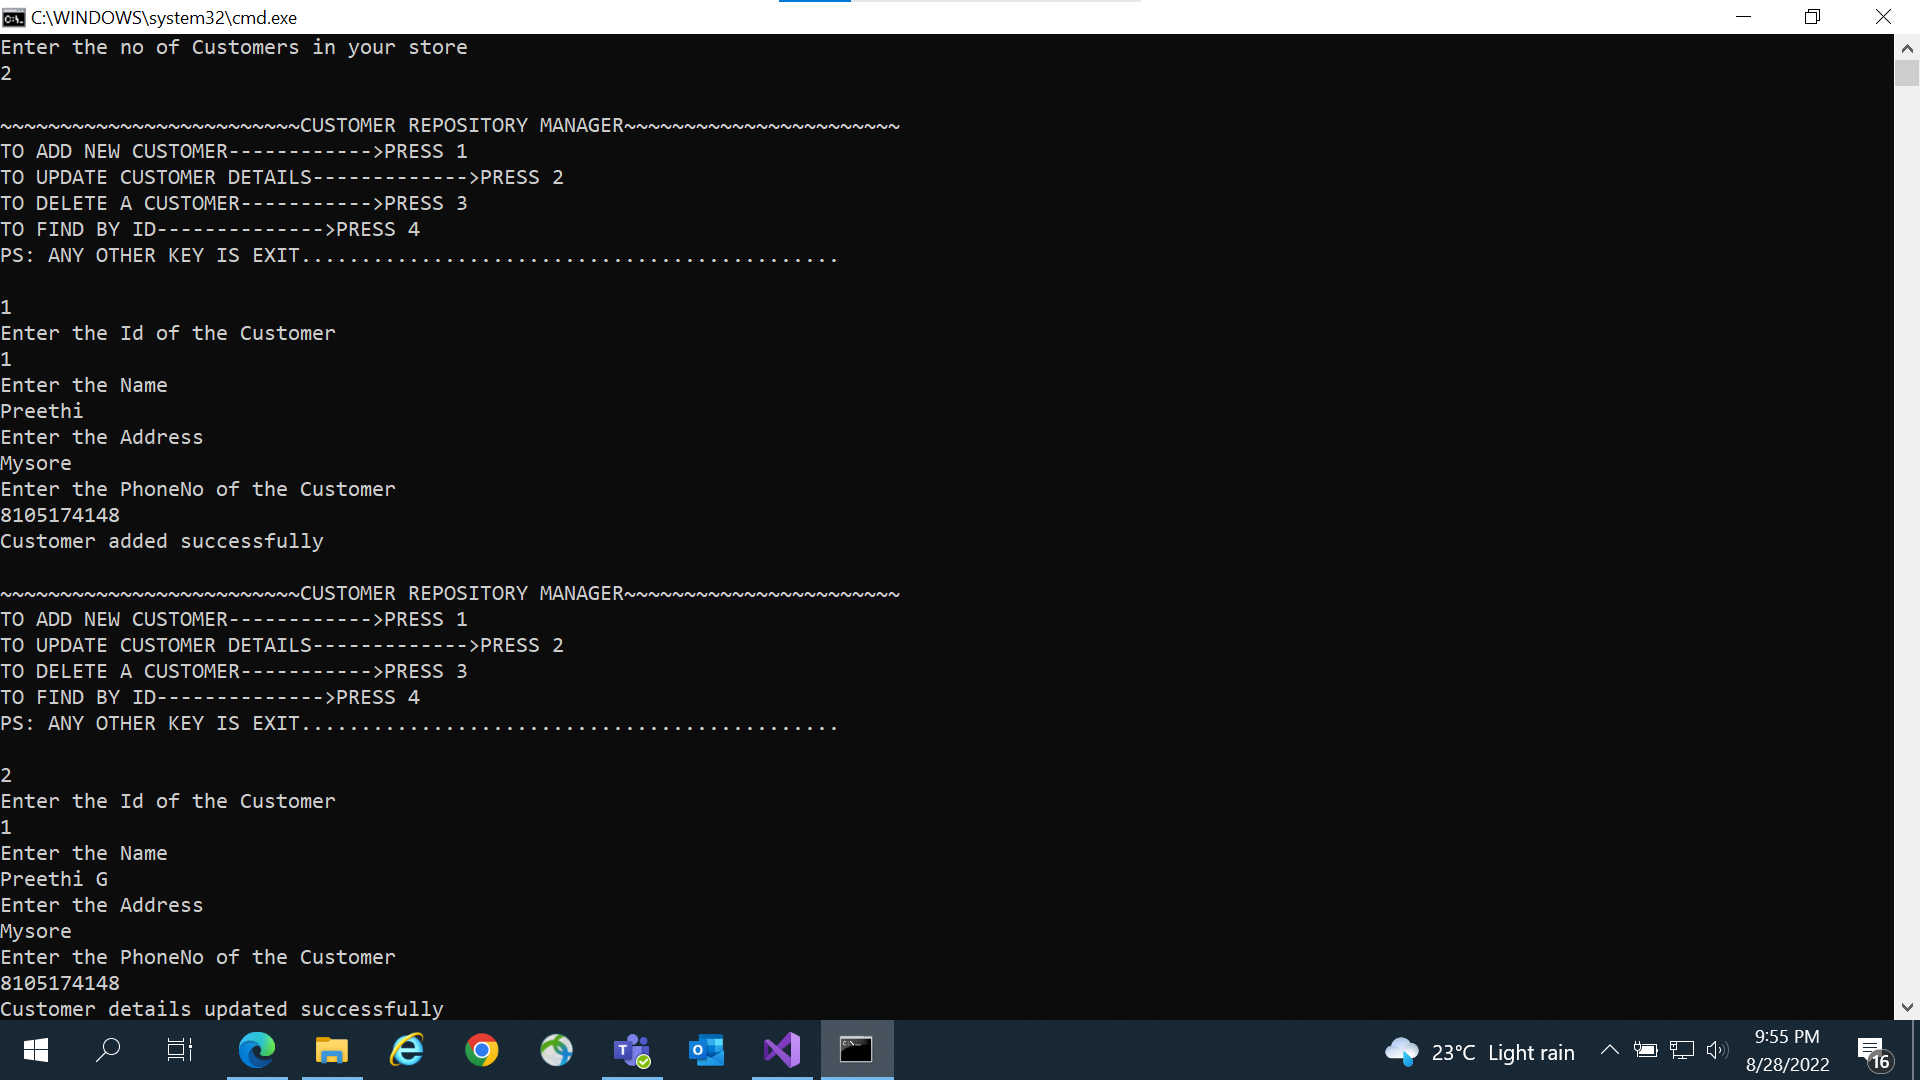 C:\WINDOWS\system32\cmd.exe
Enter the no of Customers in your store
2
~~~~~~~~~~~~~~~~~~~~~~~~~CUSTOMER REPOSITORY MANAGER~~~~~~~~~~~~~~~~~~~~~~~
TO ADD NEW CUSTOMER------------>PRESS 1
TO UPDATE CUSTOMER DETAILS------------->PRESS 2
TO DELETE A CUSTOMER----------->PRESS 3
TO FIND BY ID-------------->PRESS 4
PS: ANY OTHER KEY IS EXIT.............................................
1
Enter the Id of the Customer
1
Enter the Name
Preethi
Enter the Address
Mysore
Enter the PhoneNo of the Customer
8105174148
Customer added successfully
~~~~~~~~~~~~~~~~~~~~~~~~~CUSTOMER REPOSITORY MANAGER~~~~~~~~~~~~~~~~~~~~~~~
TO ADD NEW CUSTOMER------------>PRESS 1
TO UPDATE CUSTOMER DETAILS------------->PRESS 2
TO DELETE A CUSTOMER----------->PRESS 3
TO FIND BY ID-------------->PRESS 4
PS: ANY OTHER KEY IS EXIT.............................................
2
Enter the Id of the Customer
1
Enter the Name
Preethi G
Enter the Address
Mysore
Enter the PhoneNo of the Customer
8105174148
Customer details updated successfully
23°C Light rain
9:55 PM
8/28/2022
16